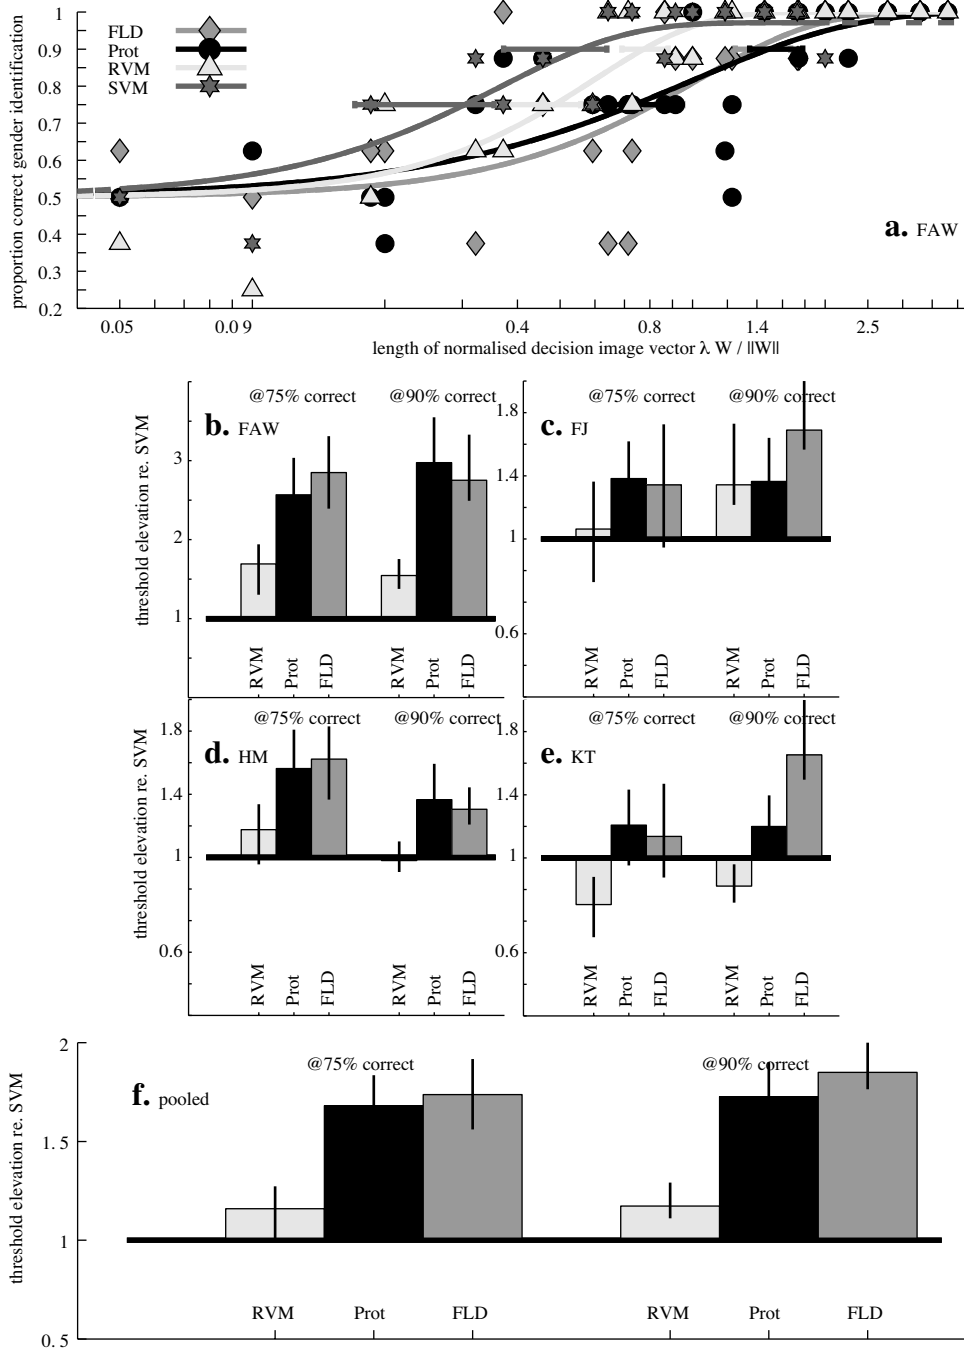 proportion correct gender identification
1
0.9
0.8
0.7
0.6
0.5
0.4
0.3
0.2
FLD
Prot
RVM
SVM
a. FAW
0.05
0.0 9
0.4
0.8
1.4
2.5
length of normalised decision image vector λ W / ||W||
threshold elevation re. SVM
3
2
1
b. FAW
@75% correct
@90% correct
RVM
Prot
FLD
RVM
Prot
FLD
1.8
1.4
1
0.6
c. FJ
@75% correct
@90% correct
RVM
Prot
FLD
RVM
Prot
FLD
threshold elevation re. SVM
1.8
1.4
1
0.6
d. HM
@75% correct
@90% correct
RVM
Prot
FLD
RVM
Prot
FLD
1.8
1.4
1
0.6
e. KT
@75% correct
@90% correct
RVM
Prot
FLD
RVM
Prot
FLD
threshold elevation re. SVM
2
1.5
1
0. 5
f. pooled
@75% correct
@90% correct
RVM
Prot
FLD
RVM
Prot
FLD